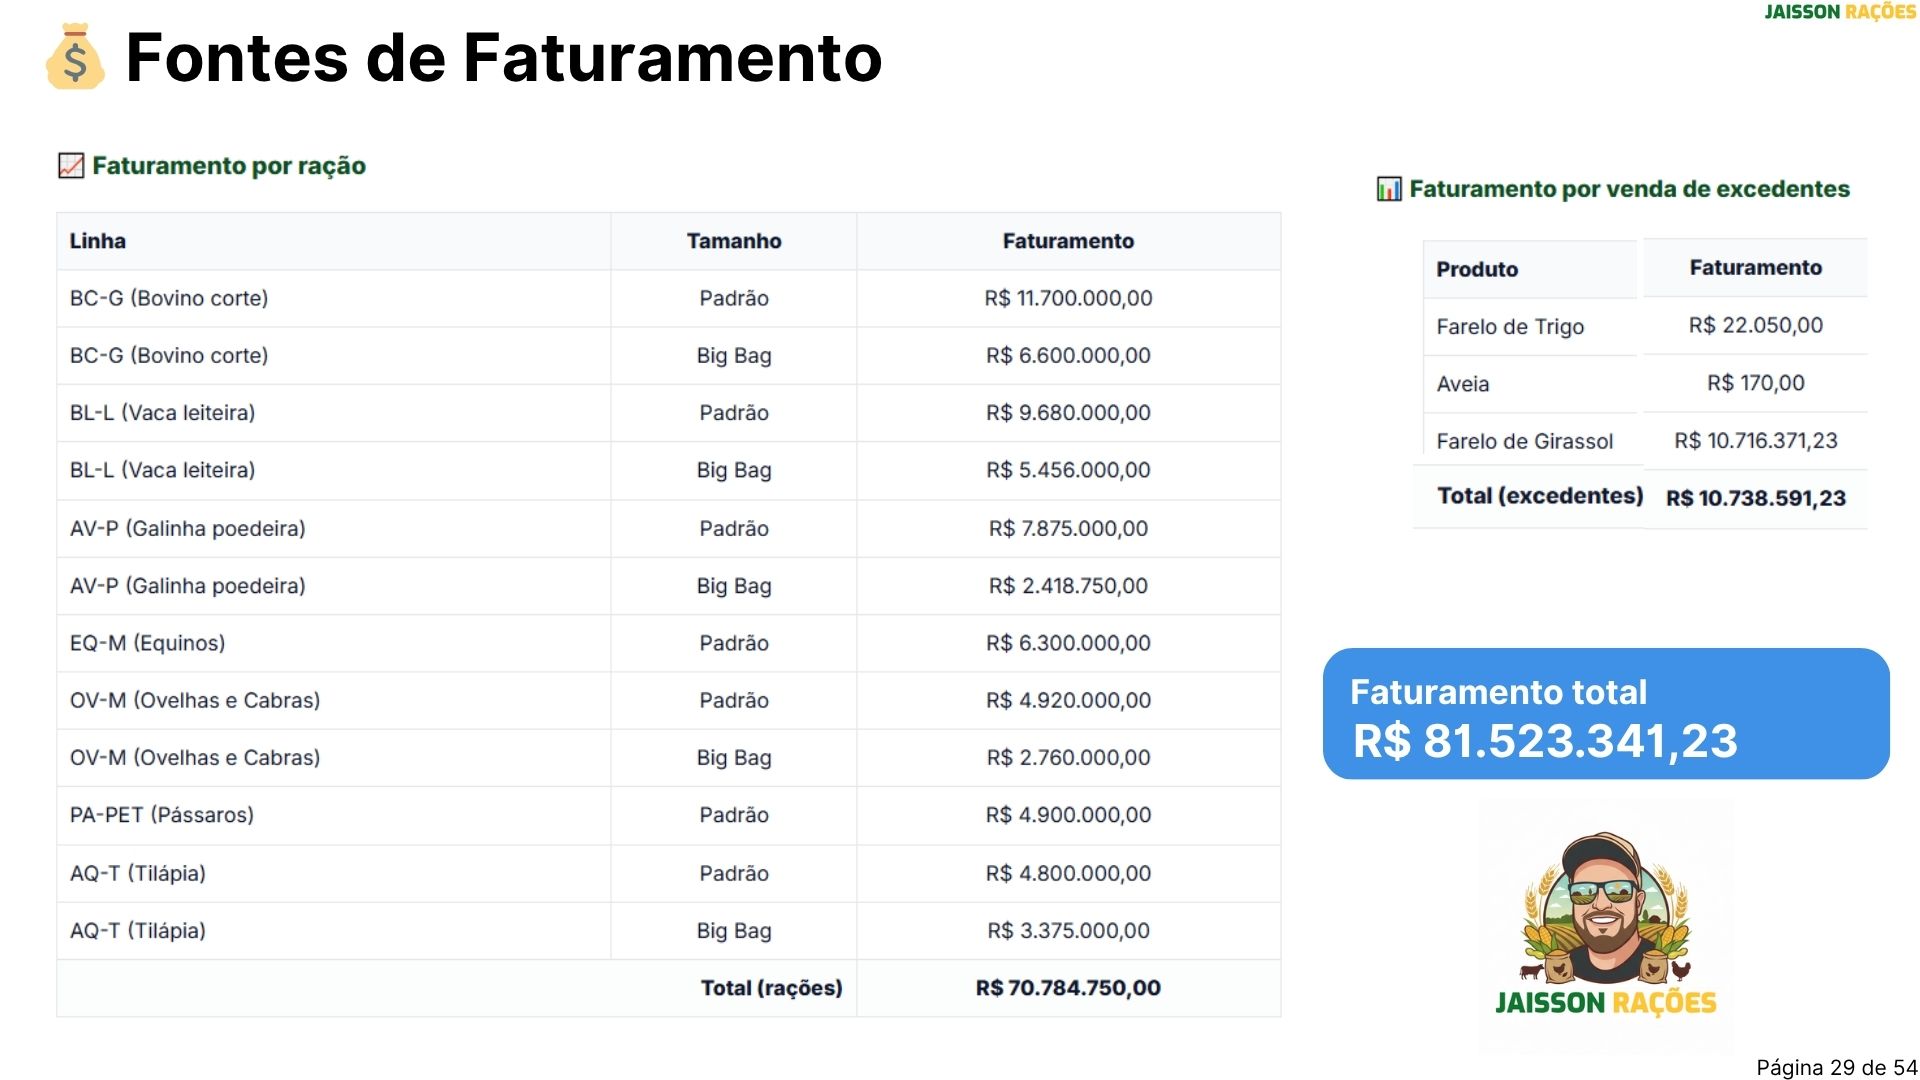 JAISSON RAÇÕES
Fontes de Faturamento
Faturamento por ração
Linha Tamanho Faturamento
BC-G (Bovino corte) Padrão R$ 11.700.000,00
BC-G (Bovino corte) Big Bag R$ 6.600.000,00
BL-L (Vaca leiteira) Padrão R$ 9.680.000,00
BL-L (Vaca leiteira) Big Bag R$ 5.456.000,00
AV-P (Galinha poedeira) Padrão R$ 7.875.000,00
AV-P (Galinha poedeira) Big Bag R$ 2.418.750,00
EQ-M (Equinos) Padrão R$ 6.300.000,00
OV-M (Ovelhas e Cabras) Padrão R$ 4.920.000,00
OV-M (Ovelhas e Cabras) Big Bag R$ 2.760.000,00
PA-PET (Pássaros) Padrão R$ 4.900.000,00
AQ-T (Tilápia) Padrão R$ 4.800.000,00
AQ-T (Tilápia) Big Bag R$ 3.375.000,00
Total (rações) R$ 70.784.750,00
Faturamento por venda de excedentes
Produto Faturamento
Farelo de Trigo R$ 22.050,00
Aveia R$ 170,00
Farelo de Girassol R$ 10.716.371,23
Total (excedentes) R$ 10.738.591,23
Faturamento total
R$ 81.523.341,23
JAISSON RAÇÕES
Página 29 de 54